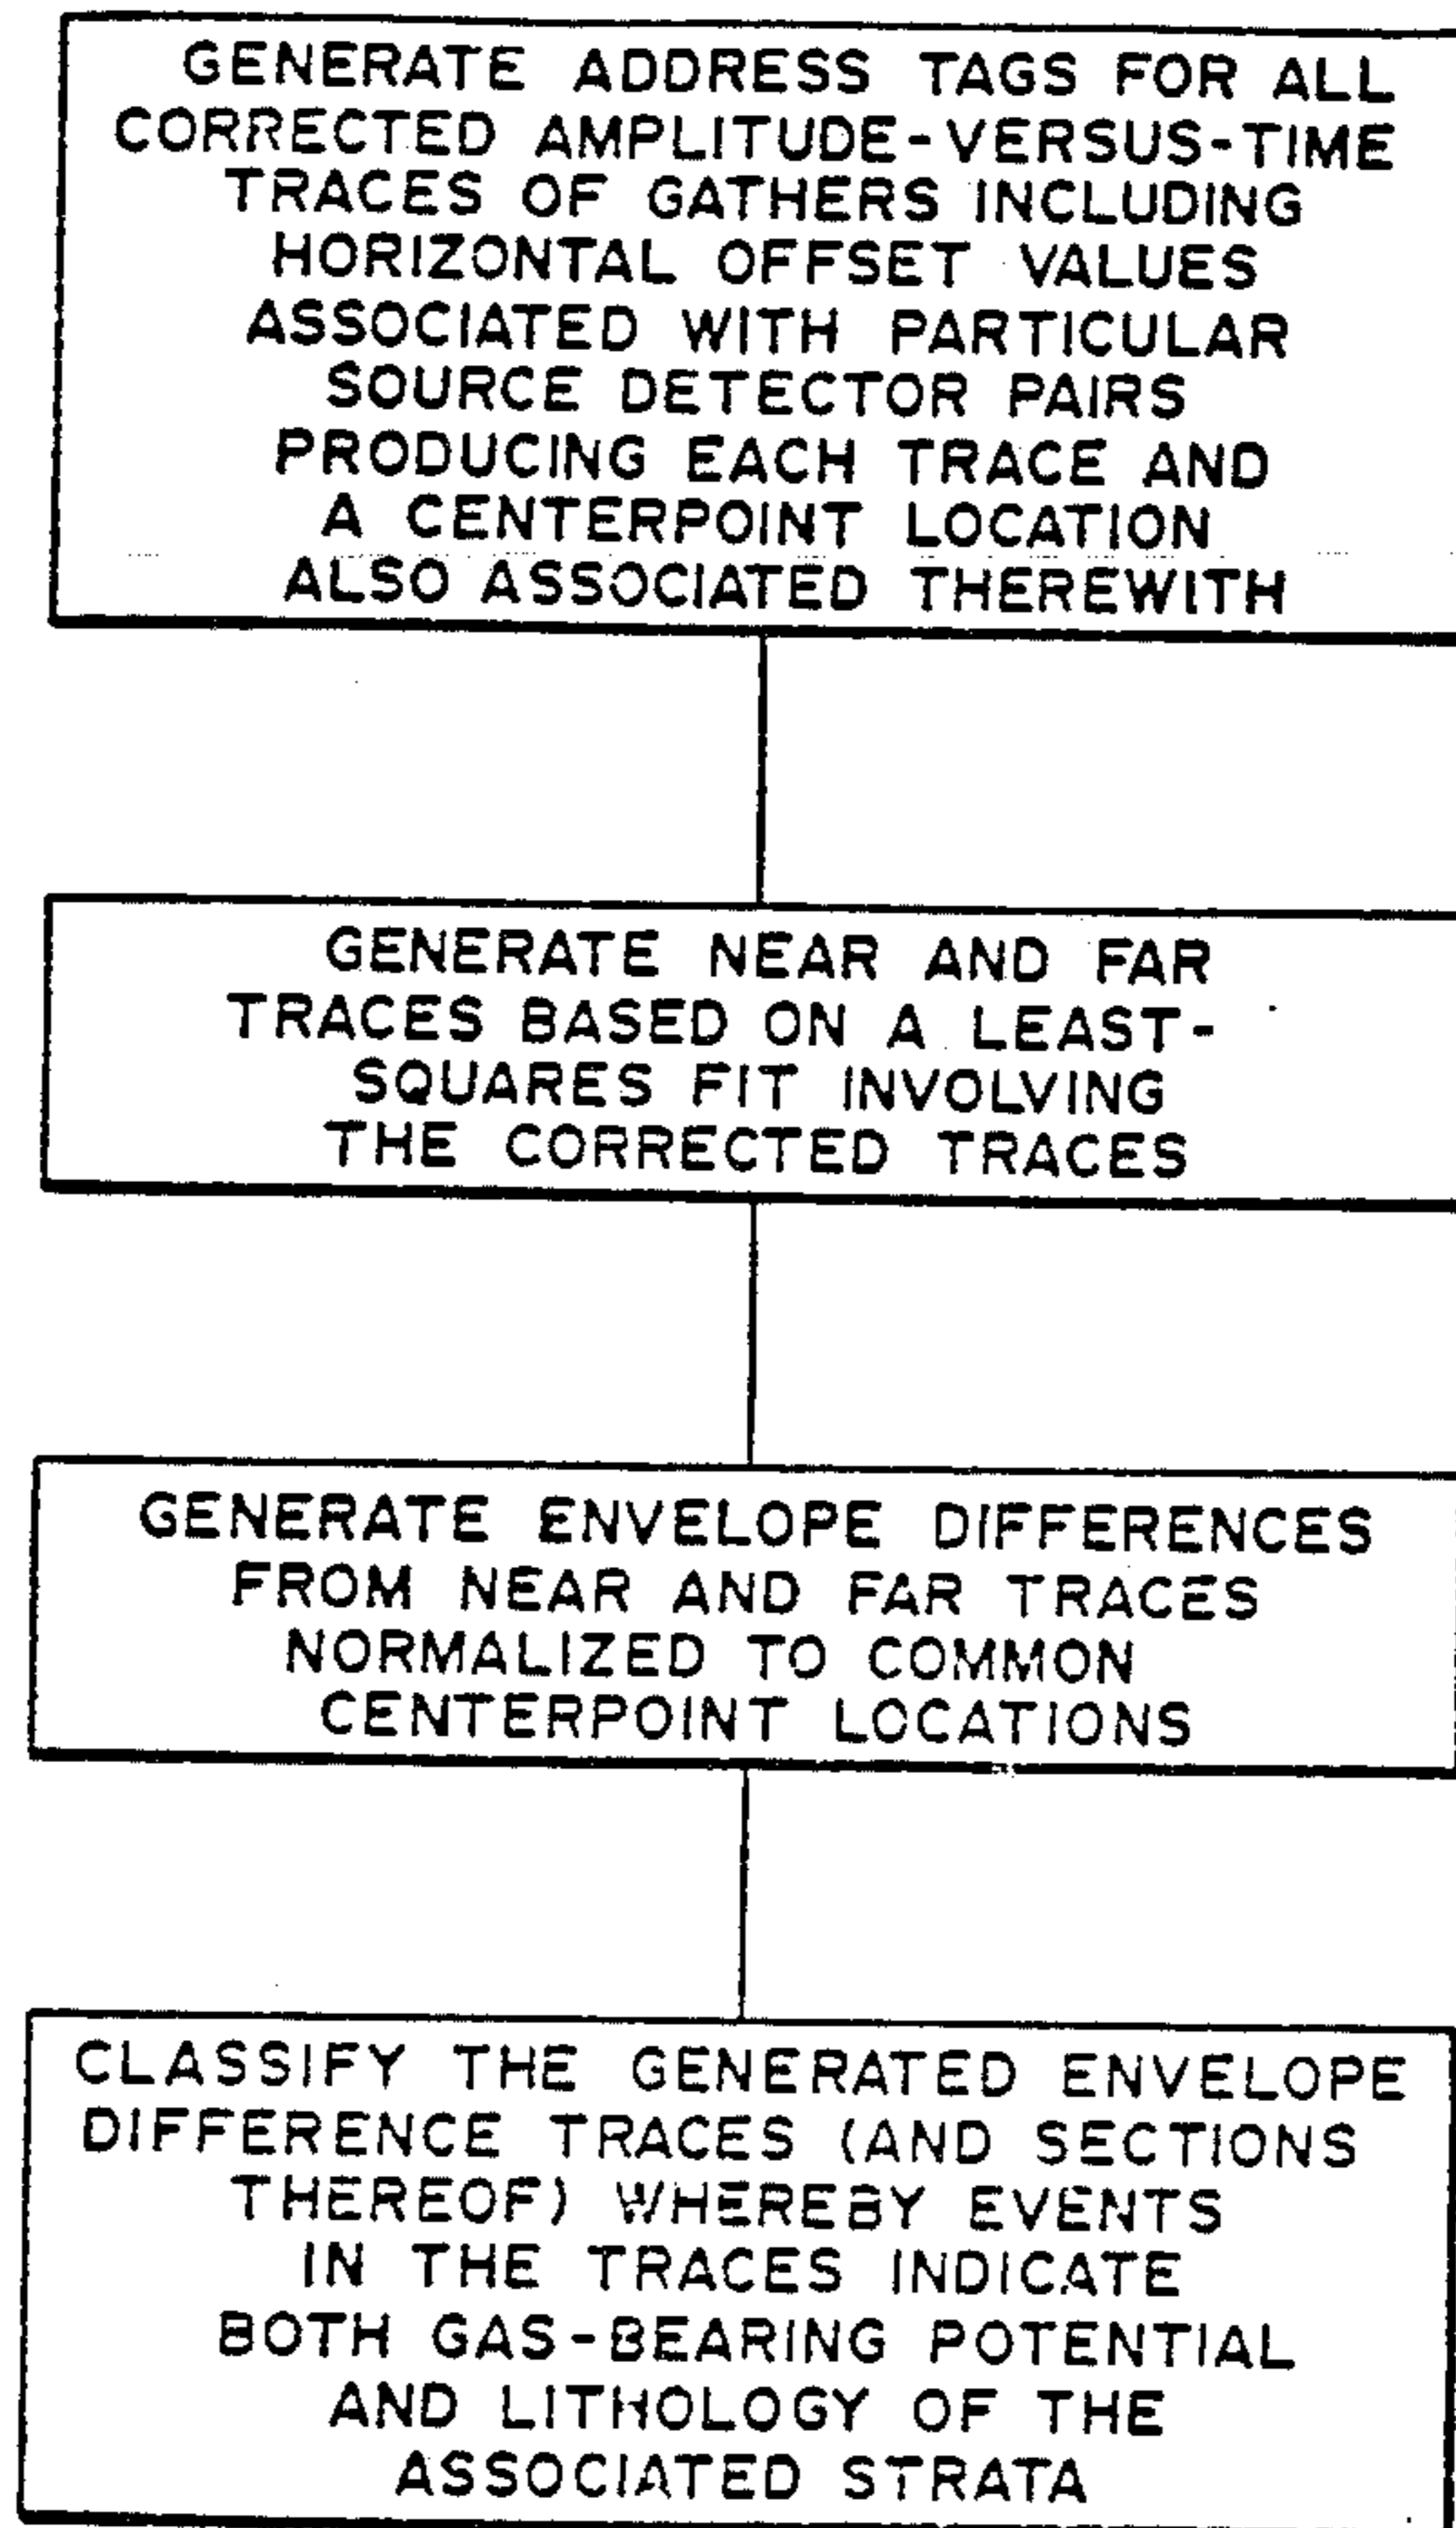 GENERATE ADDRESS TAGS FOR ALL
CORRECTED AMPLITUDE-VERSUS-TIME
TRACES OF GATHERS INCLUDING
HORIZONTAL OFFSET VALUES
ASSOCIATED WITH PARTICULAR
SOURCE DETECTOR PAIRS
PRODUCING EACH TRACE AND
A CENTERPOINT LOCATION
ALSO ASSOCIATED THEREWITH
GENERATE NEAR AND FAR
TRACES BASED ON A LEAST-
SQUARES FIT INVOLVING
THE CORRECTED TRACES
GENERATE ENVELOPE DIFFERENCES
FROM NEAR AND FAR TRACES
NORMALIZED TO COMMON
CENTERPOINT LOCATIONS
CLASSIFY THE GENERATED ENVELOPE
DIFFERENCE TRACES (AND SECTIONS
THEREOF) WHEREBY EVENTS
IN THE TRACES INDICATE
BOTH GAS-BEARING POTENTIAL
AND LITHOLOGY OF THE
ASSOCIATED STRATA